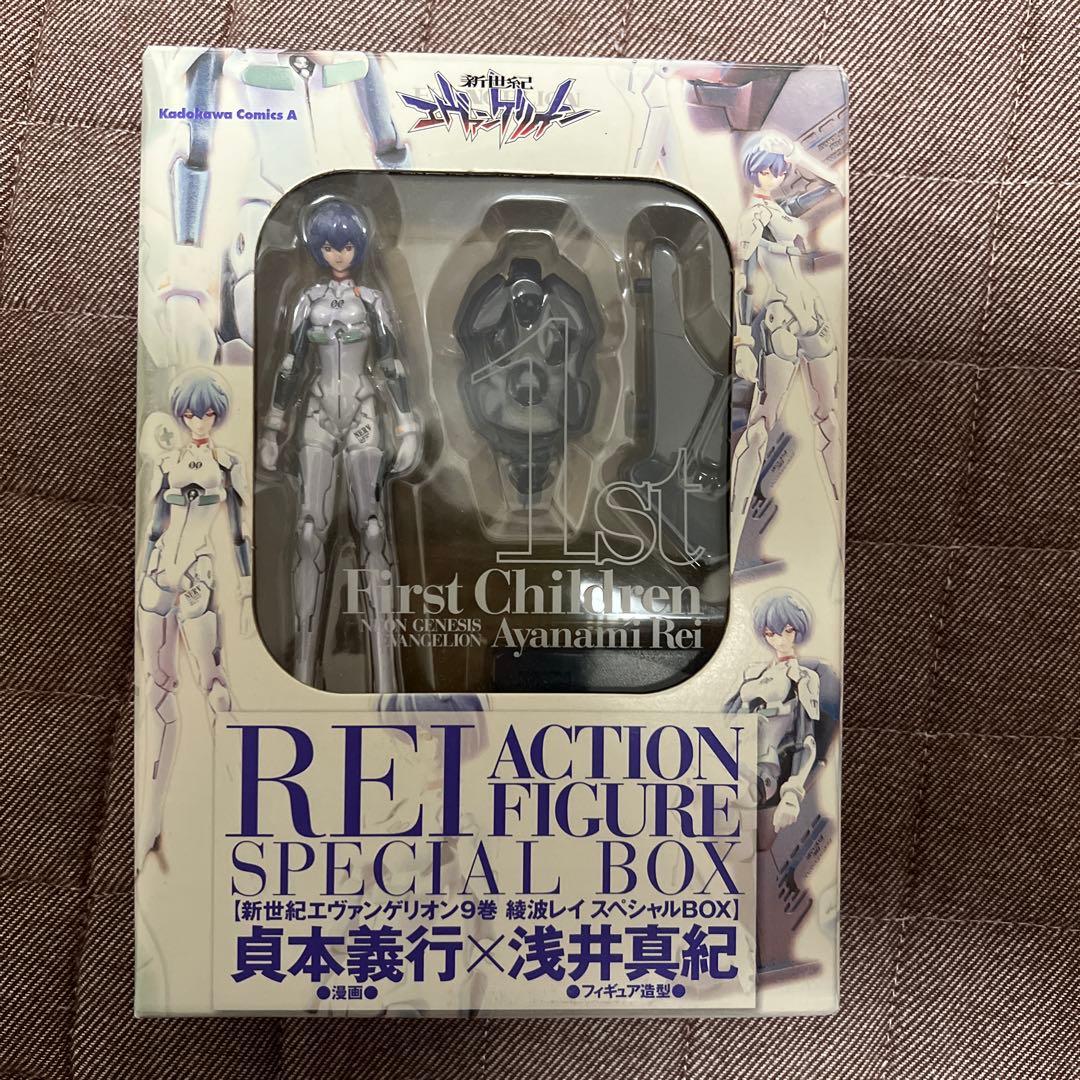 Kadokawa Comics A
新世紀
エヴァンゲリオン
00
NERV
1st
First Children
NEON GENESIS
EVANGELION
Ayanami Rei
REI ACTION
FIGURE
SPECIAL BOX
【新世紀エヴァンゲリオン9巻 綾波レイ スペシャルBOX】
貞本義行×浅井真紀
●漫画● ●フィギュア造型●